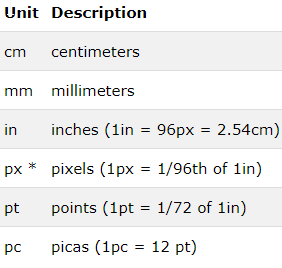 Unit Description
cm centimeters
mm millimeters
in inches (1in = 96px = 2.54cm)
px * pixels (1px = 1/96th of 1in)
pt points (1pt = 1/72 of 1in)
pc picas (1pc = 12 pt)